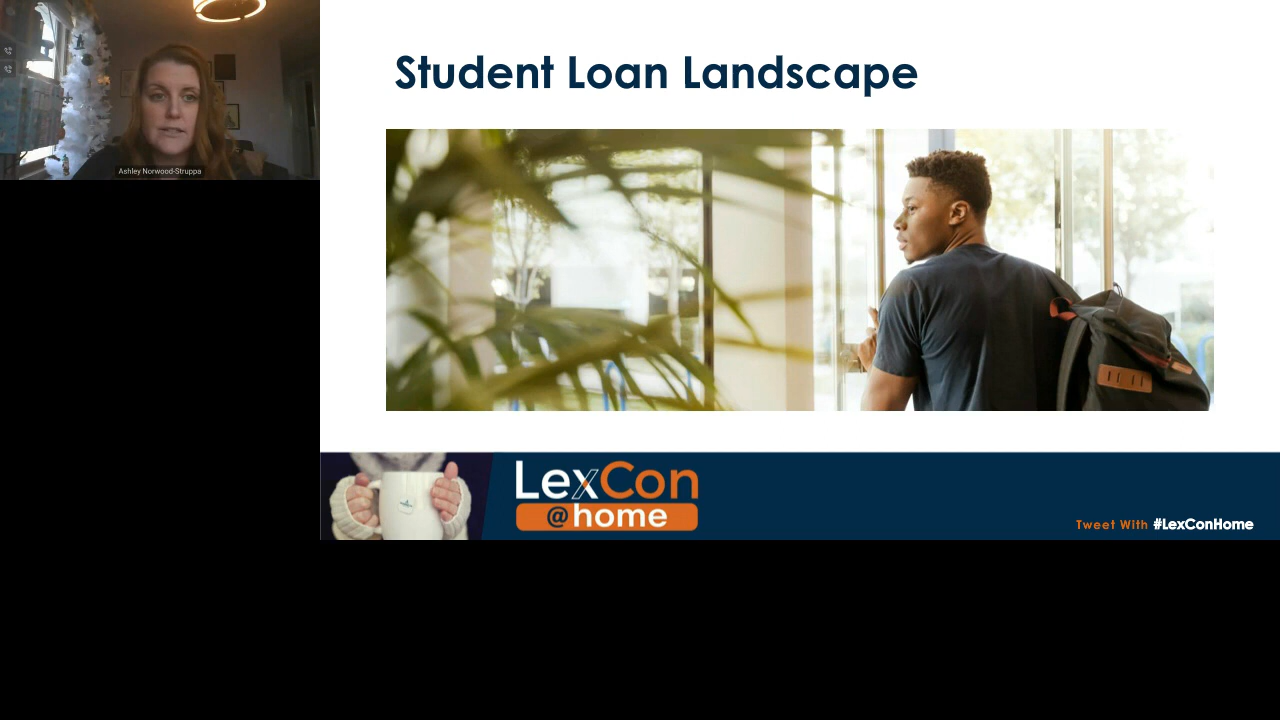 Student Loan Landscape
Ashley Norwood-Struppa
LexCon
@home
Tweet With #LexConHome